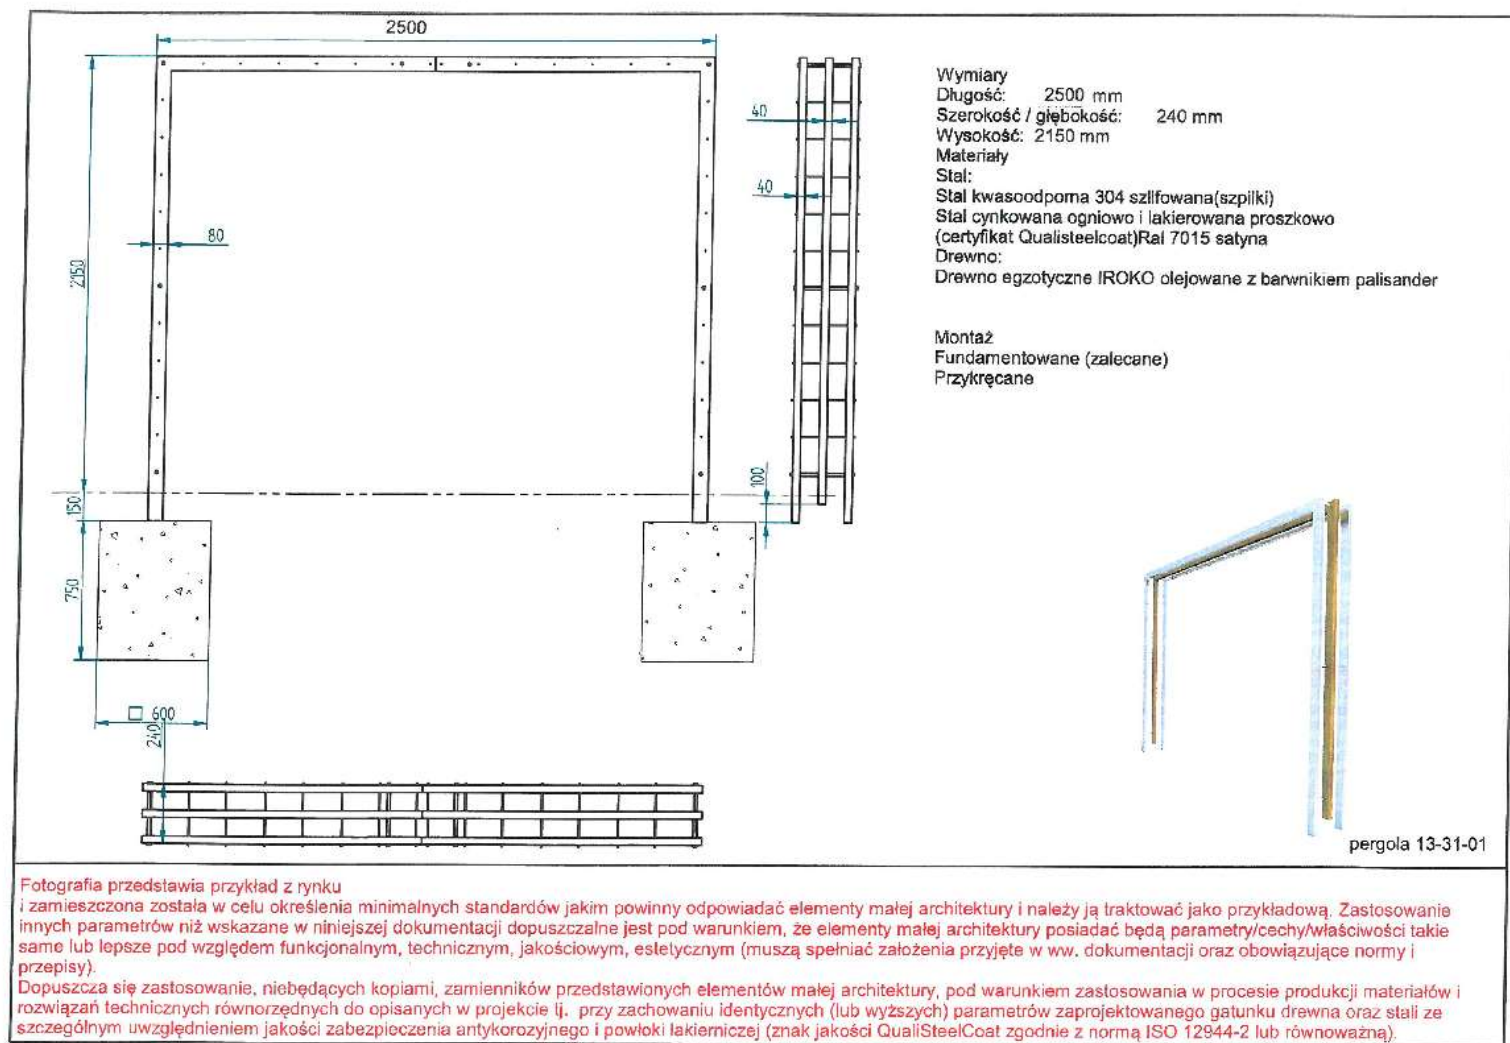 2500
Wymiary
Długość: 2500 mm
Szerokość / głębokość: 240 mm
Wysokość: 2150 mm
Materiały
Stal:
Stal kwasoodporna 304 szlifowana(szpilki)
Stal cynkowana ogniowo i lakierowana proszkowo
(certyfikat Qualisteelcoat)Ral 7015 satyna
Drewno:
Drewno egzotyczne IROKO olejowane z barwnikiem palisander
Montaż
Fundamentowane (zalecane)
Przykręcane
40
40
80
2150
100
150
750
□ 600
240
pergola 13-31-01
Fotografia przedstawia przykład z rynku
i zamieszczona została w celu określenia minimalnych standardów jakim powinny odpowiadać elementy małej architektury i należy ją traktować jako przykładową. Zastosowanie
innych parametrów niż wskazane w niniejszej dokumentacji dopuszczalne jest pod warunkiem, że elementy małej architektury posiadać będą parametry/cechy/właściwości takie
same lub lepsze pod względem funkcjonalnym, technicznym, jakościowym, estetycznym (muszą spełniać założenia przyjęte w ww. dokumentacji oraz obowiązujące normy i
przepisy).
Dopuszcza się zastosowanie, niebędących kopiami, zamienników przedstawionych elementów małej architektury, pod warunkiem zastosowania w procesie produkcji materiałów i
rozwiązań technicznych równorzędnych do opisanych w projekcie tj. przy zachowaniu identycznych (lub wyższych) parametrów zaprojektowanego gatunku drewna oraz stali ze
szczególnym uwzględnieniem jakości zabezpieczenia antykorozyjnego i powłoki lakierniczej (znak jakości QualiSteelCoat zgodnie z normą ISO 12944-2 lub równoważną).